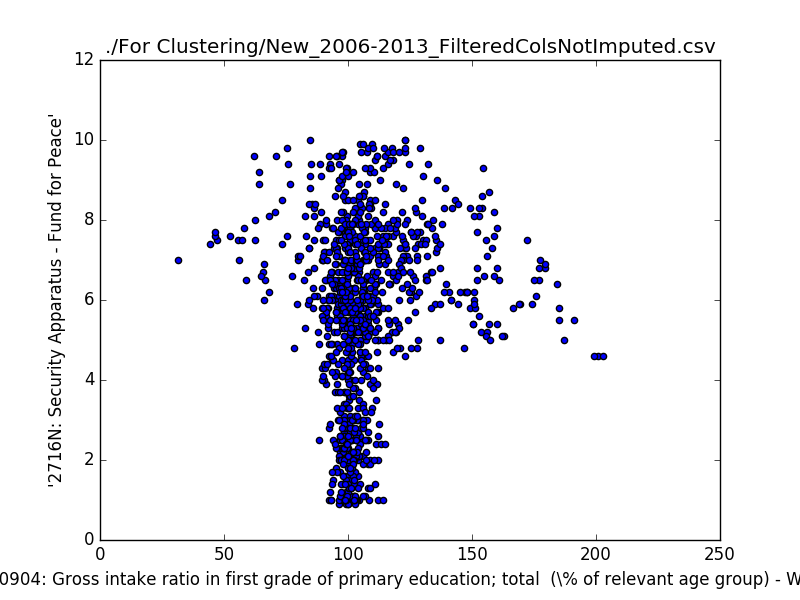 ./For Clustering/New_2006-2013_FilteredColsNotImputed.csv
12
10
8
6
4
2
0
'2716N: Security Apparatus - Fund for Peace'
0 50 100 150 200 250
0904: Gross intake ratio in first grade of primary education; total (\% of relevant age group) - W